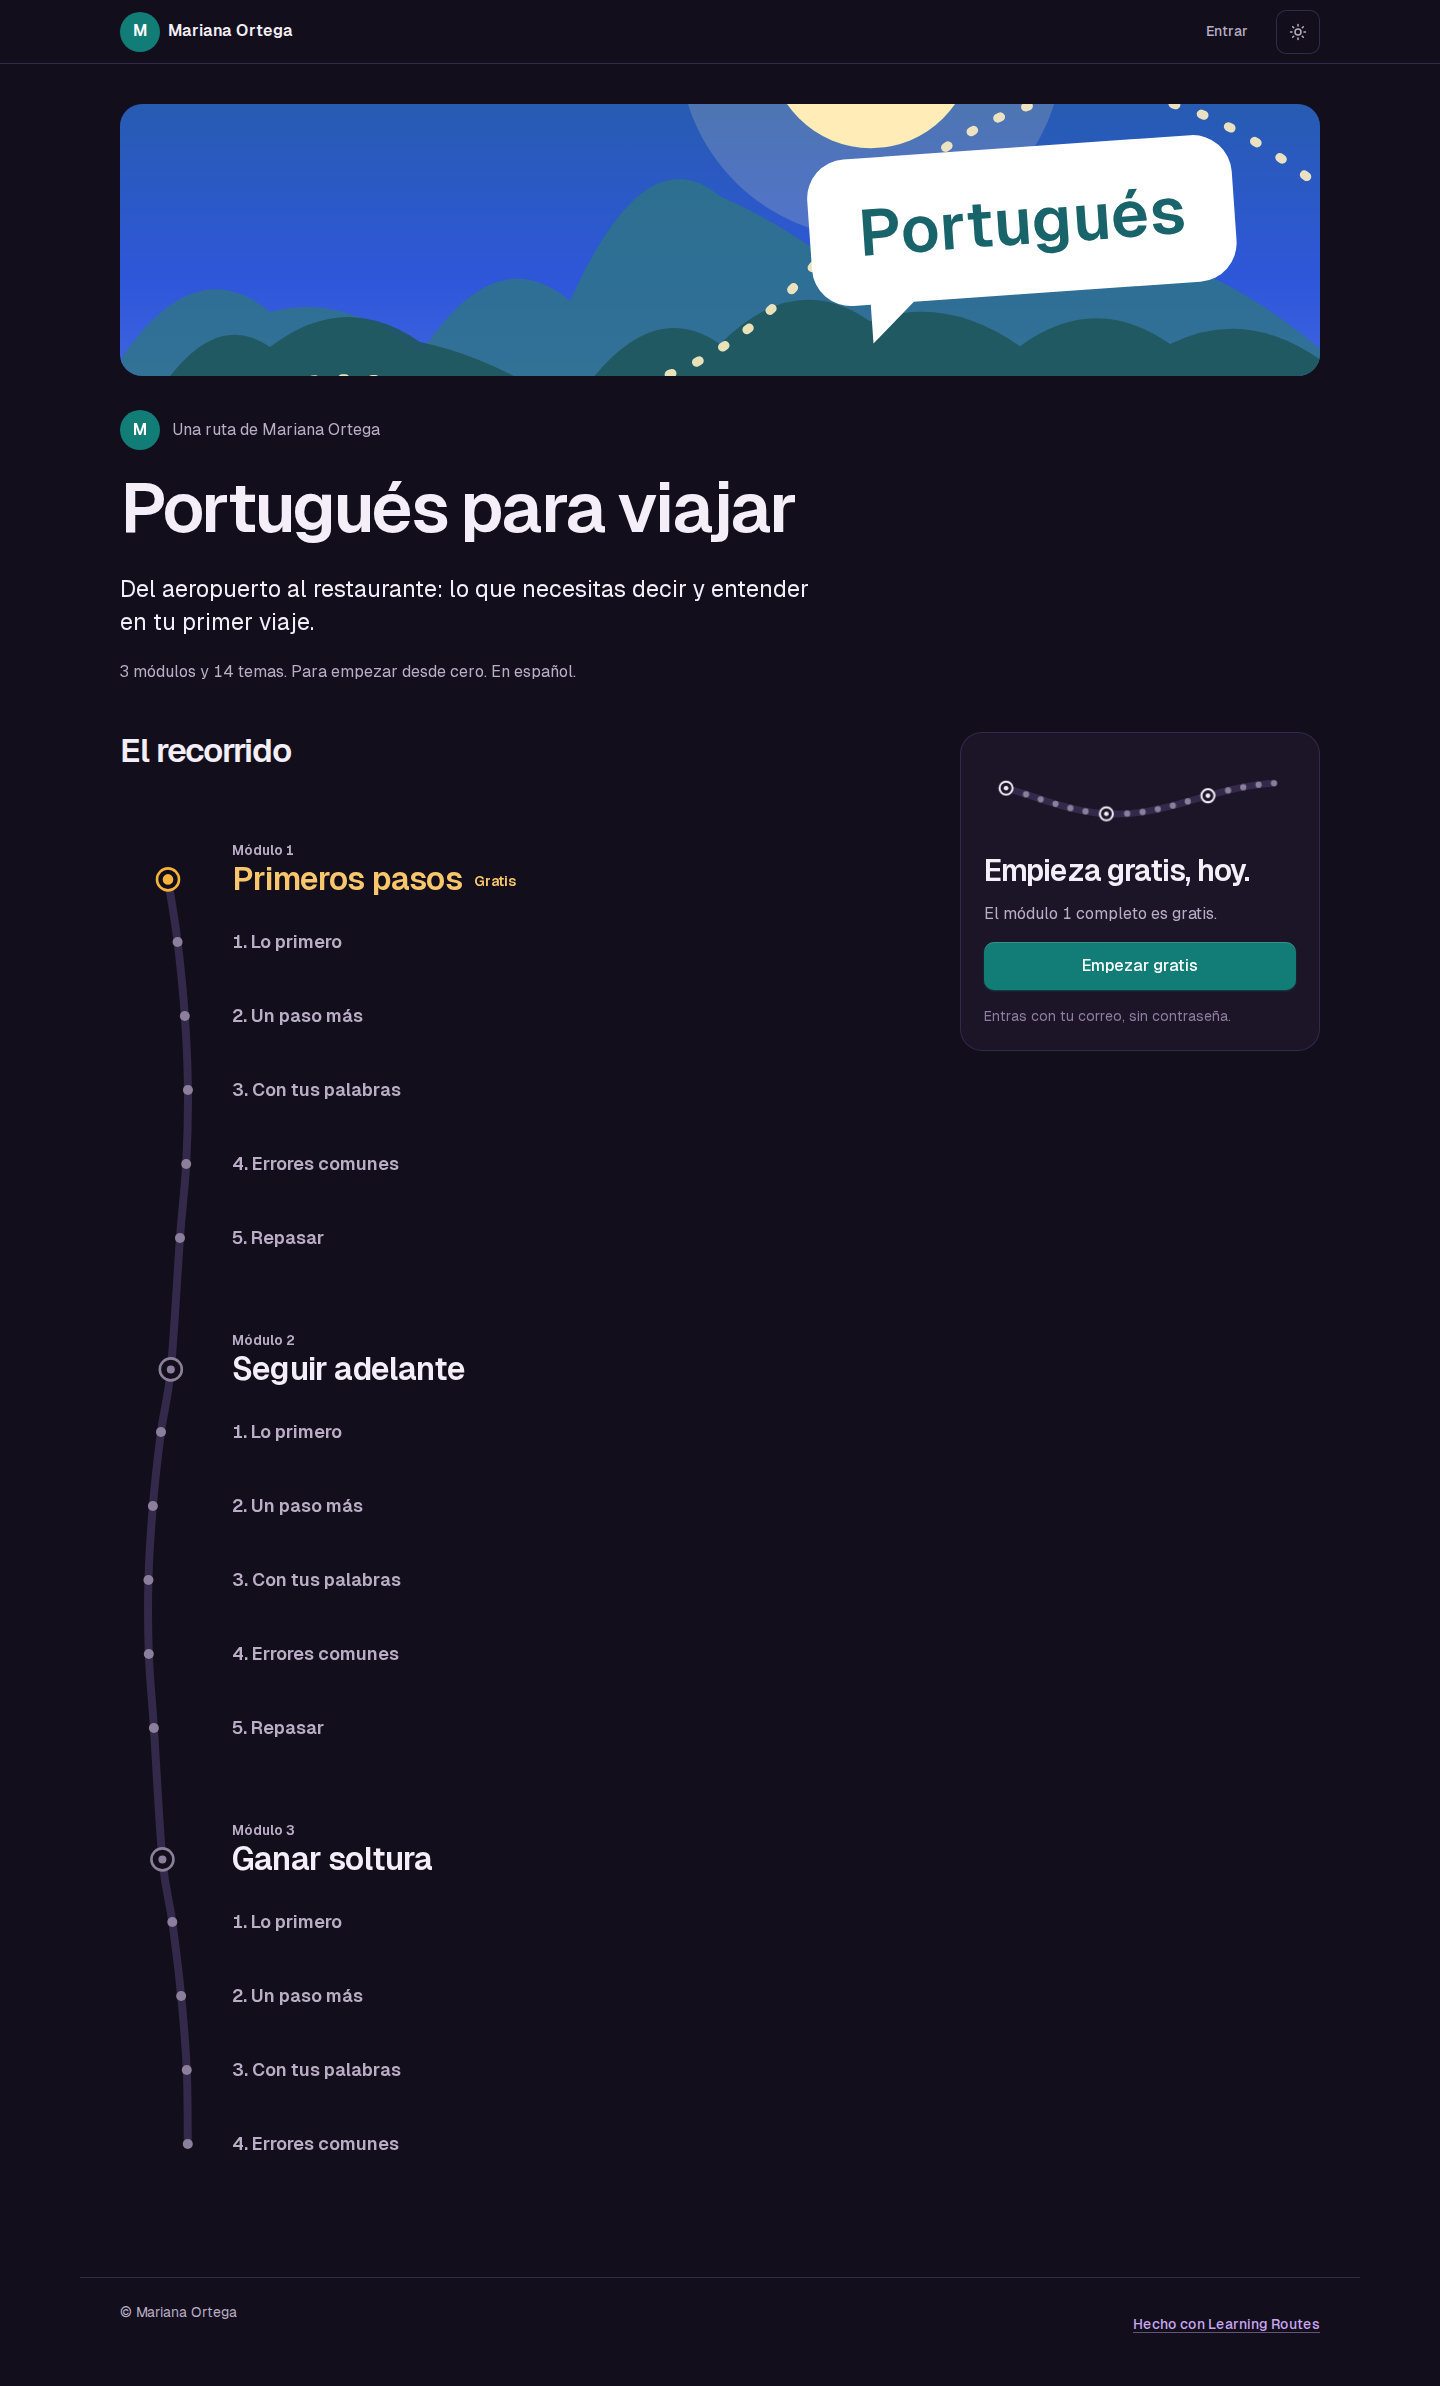 M Mariana Ortega
Entrar
Portugués
M Una ruta de Mariana Ortega
Portugués para viajar
Del aeropuerto al restaurante: lo que necesitas decir y entender
en tu primer viaje.
3 módulos y 14 temas. Para empezar desde cero. En español.
El recorrido
Módulo 1
Primeros pasos Gratis
1. Lo primero
2. Un paso más
3. Con tus palabras
4. Errores comunes
5. Repasar
Módulo 2
Seguir adelante
1. Lo primero
2. Un paso más
3. Con tus palabras
4. Errores comunes
5. Repasar
Módulo 3
Ganar soltura
1. Lo primero
2. Un paso más
3. Con tus palabras
4. Errores comunes
Empieza gratis, hoy.
El módulo 1 completo es gratis.
Empezar gratis
Entras con tu correo, sin contraseña.
© Mariana Ortega
Hecho con Learning Routes